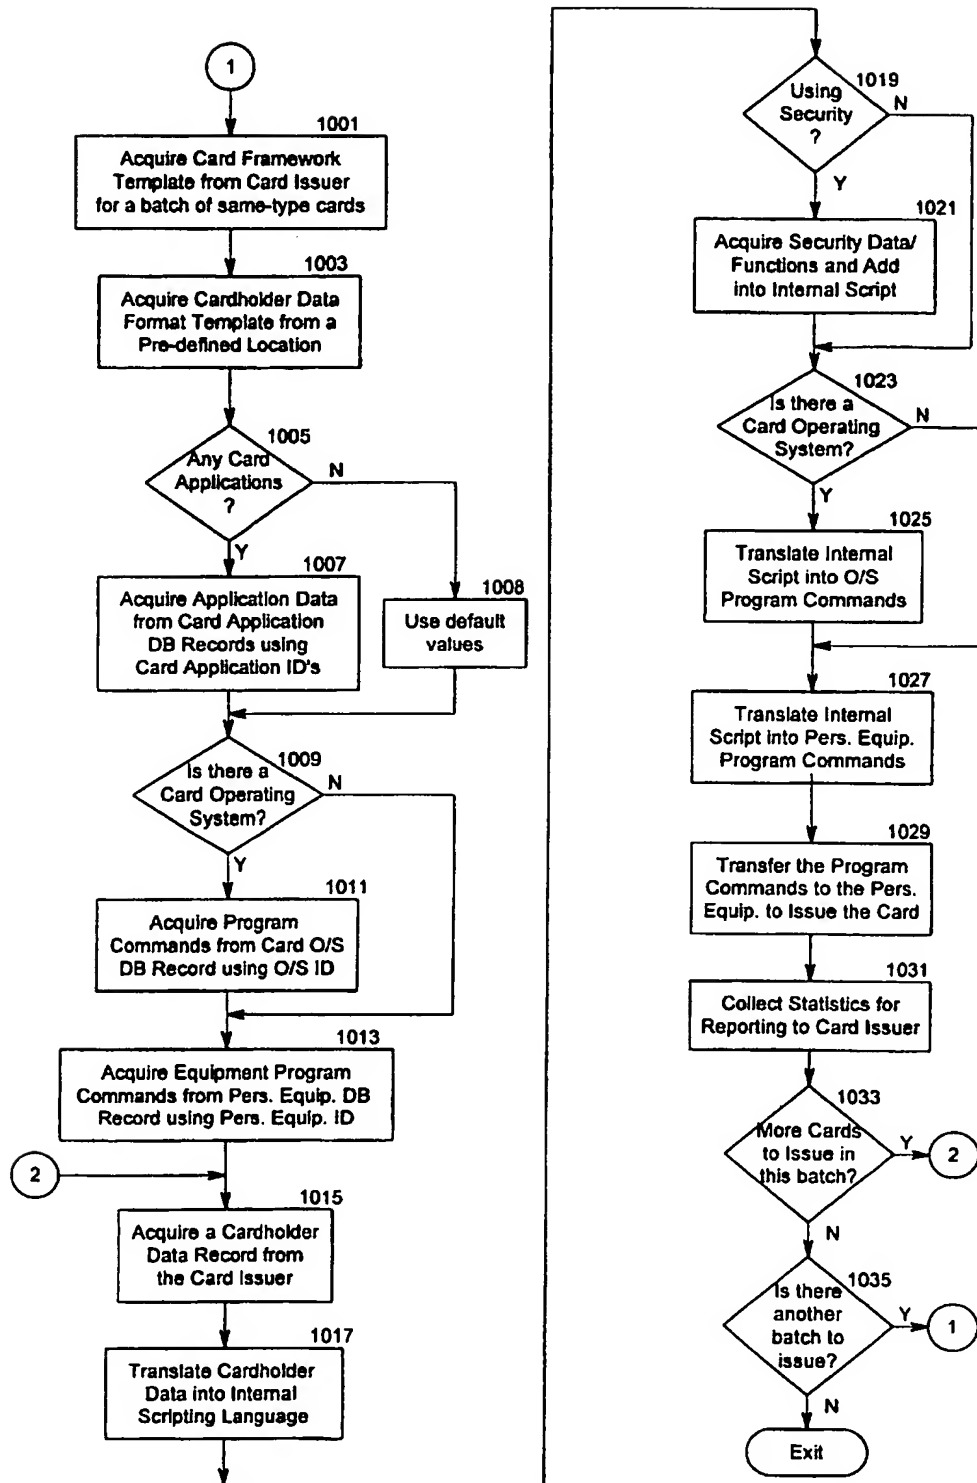 1
1001
Acquire Card Framework
Template from Card Issuer
for a batch of same-type cards
1003
Acquire Cardholder Data
Format Template from a
Pre-defined Location
1005
Any Card
Applications
?
N
Y
1007
Acquire Application Data
from Card Application
DB Records using
Card Application ID's
1008
Use default
values
1009
Is there a
Card Operating
System?
N
Y
1011
Acquire Program
Commands from Card O/S
DB Record using O/S ID
1013
Acquire Equipment Program
Commands from Pers. Equip. DB
Record using Pers. Equip. ID
2
1015
Acquire a Cardholder
Data Record from
the Card Issuer
1017
Translate Cardholder
Data into Internal
Scripting Language
1019
Using
Security
?
N
Y
1021
Acquire Security Data/
Functions and Add
into Internal Script
1023
Is there a
Card Operating
System?
N
Y
1025
Translate Internal
Script into O/S
Program Commands
1027
Translate Internal
Script into Pers. Equip.
Program Commands
1029
Transfer the Program
Commands to the Pers.
Equip. to Issue the Card
1031
Collect Statistics for
Reporting to Card Issuer
1033
More Cards
to Issue in
this batch?
Y
2
N
1035
Is there
another
batch to
issue?
Y
1
N
Exit